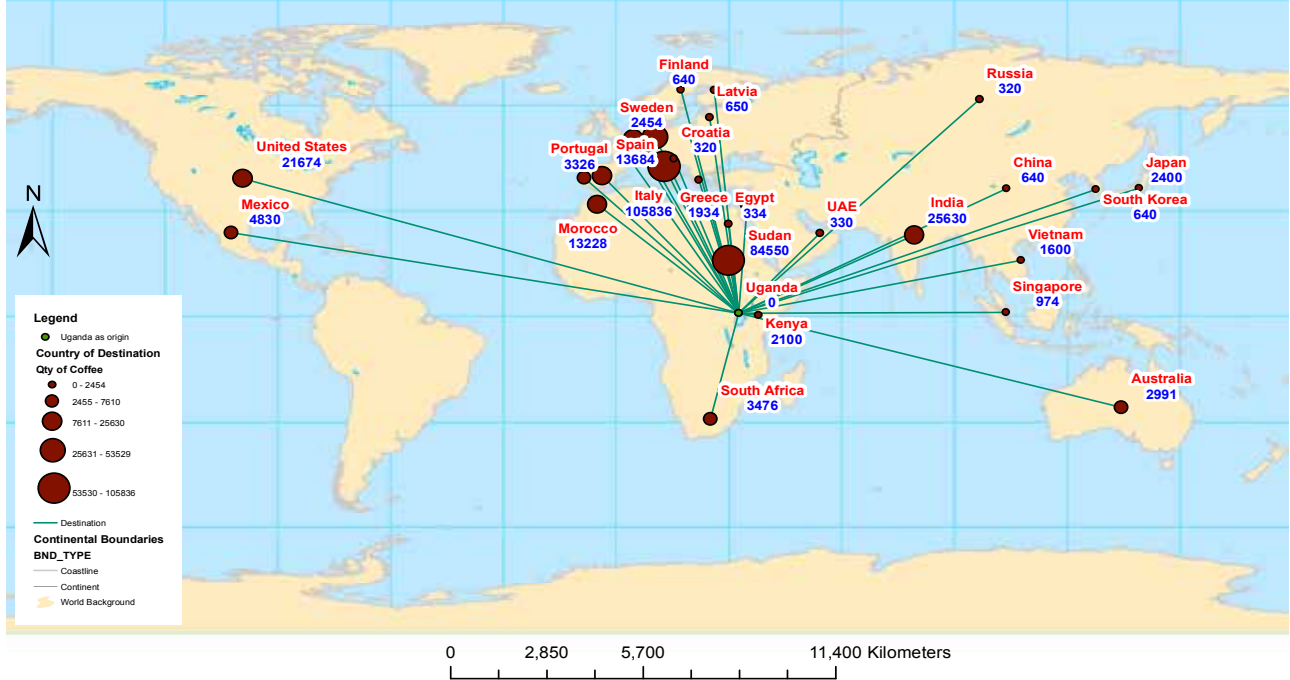 Finland
640
Russia
320
Latvia
650
Sweden
2454
Croatia
320
United States
21674
Portugal
3326
Spain
13684
China
640
Japan
2400
Mexico
4830
Italy
105836
Greece
1934
Egypt
334
UAE
330
India
25630
South Korea
640
Morocco
13228
Sudan
84550
Vietnam
1600
Uganda
0
Singapore
974
Kenya
2100
South Africa
3476
Australia
2991
N
Legend
Uganda as origin
Country of Destination
Qty of Coffee
0 - 2454
2455 - 7610
7611 - 25630
25631 - 53529
53530 - 105836
Destination
Continental Boundaries
BND_TYPE
Coastline
Continent
World Background
0 2,850 5,700 11,400 Kilometers